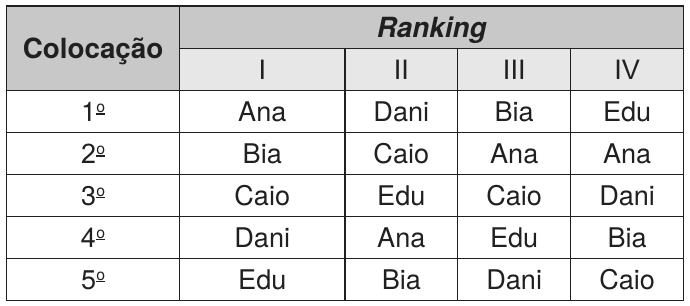 Colocação Ranking
I II III IV
1º Ana Dani Bia Edu
2º Bia Caio Ana Ana
3º Caio Edu Caio Dani
4º Dani Ana Edu Bia
5º Edu Bia Dani Caio